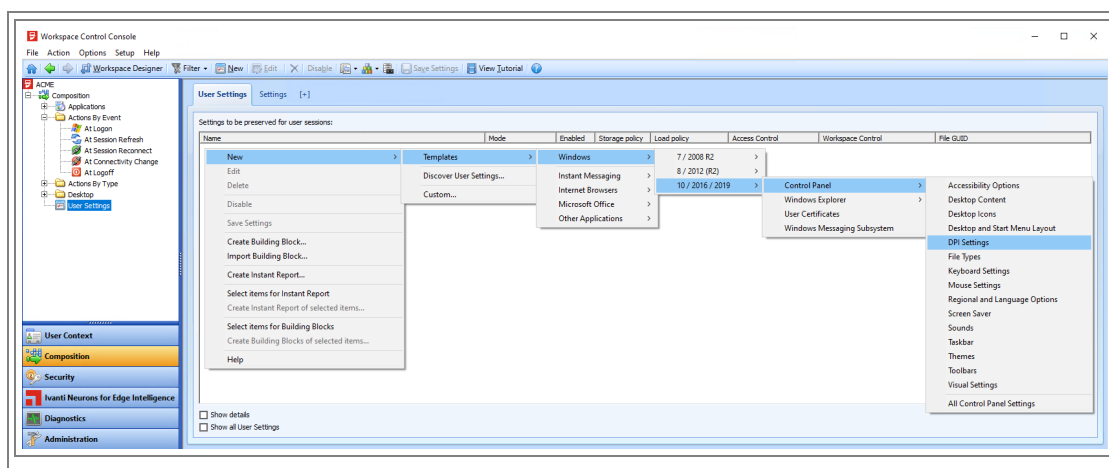 Workspace Control Console
File Action Options Setup Help
Workspace Designer Filter New Edit Disable Save Settings View Tutorial
ACME
Composition
Applications
Actions By Event
At Logon
At Session Refresh
At Session Reconnect
At Connectivity Change
At Logoff
Actions By Type
Desktop
User Settings
User Context
Composition
Security
Ivanti Neurons for Edge Intelligence
Diagnostics
Administration
User Settings Settings [+]
Settings to be preserved for user sessions:
Name Mode Enabled Storage policy Load policy Access Control Workspace Control File GUID
New
Edit
Delete
Disable
Save Settings
Create Building Block...
Import Building Block...
Create Instant Report...
Select items for Instant Report
Create Instant Report of selected items...
Select items for Building Blocks
Create Building Blocks of selected items...
Help
Templates
Discover User Settings...
Custom...
Windows
Instant Messaging
Internet Browsers
Microsoft Office
Other Applications
7 / 2008 R2
8 / 2012 (R2)
10 / 2016 / 2019
Control Panel
Windows Explorer
User Certificates
Windows Messaging Subsystem
Accessibility Options
Desktop Content
Desktop Icons
Desktop and Start Menu Layout
DPI Settings
File Types
Keyboard Settings
Mouse Settings
Regional and Language Options
Screen Saver
Sounds
Taskbar
Themes
Toolbars
Visual Settings
All Control Panel Settings
Show details
Show all User Settings